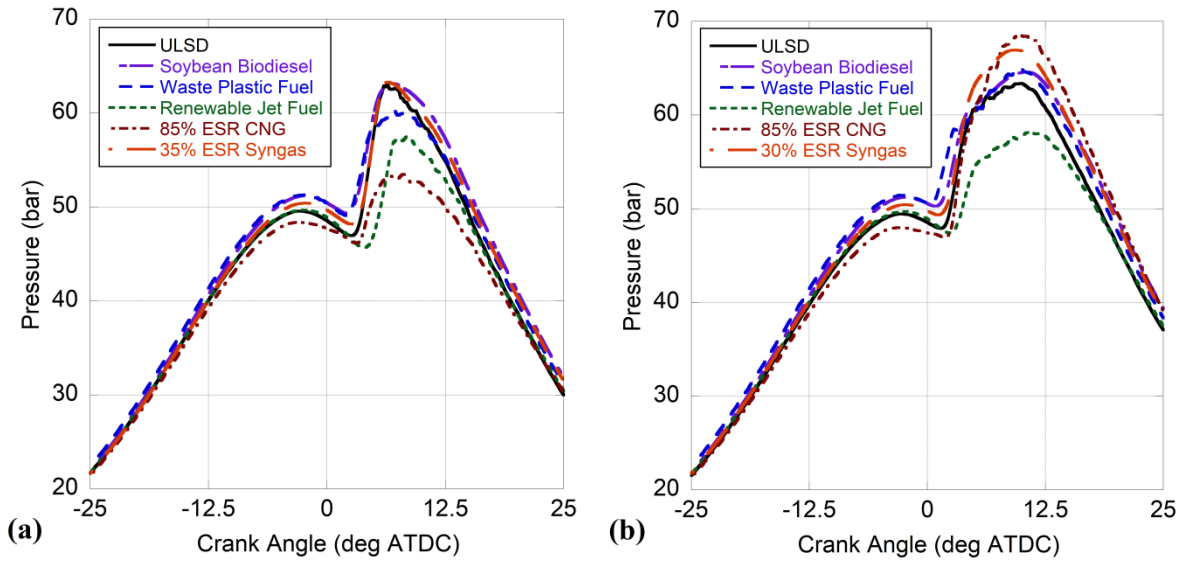 70
60
50
40
30
20
Pressure (bar)
ULSD
Soybean Biodiesel
Waste Plastic Fuel
Renewable Jet Fuel
85% ESR CNG
35% ESR Syngas
-25
-12.5
0
12.5
25
Crank Angle (deg ATDC)
(a)
70
60
50
40
30
20
Pressure (bar)
ULSD
Soybean Biodiesel
Waste Plastic Fuel
Renewable Jet Fuel
85% ESR CNG
30% ESR Syngas
-25
-12.5
0
12.5
25
Crank Angle (deg ATDC)
(b)